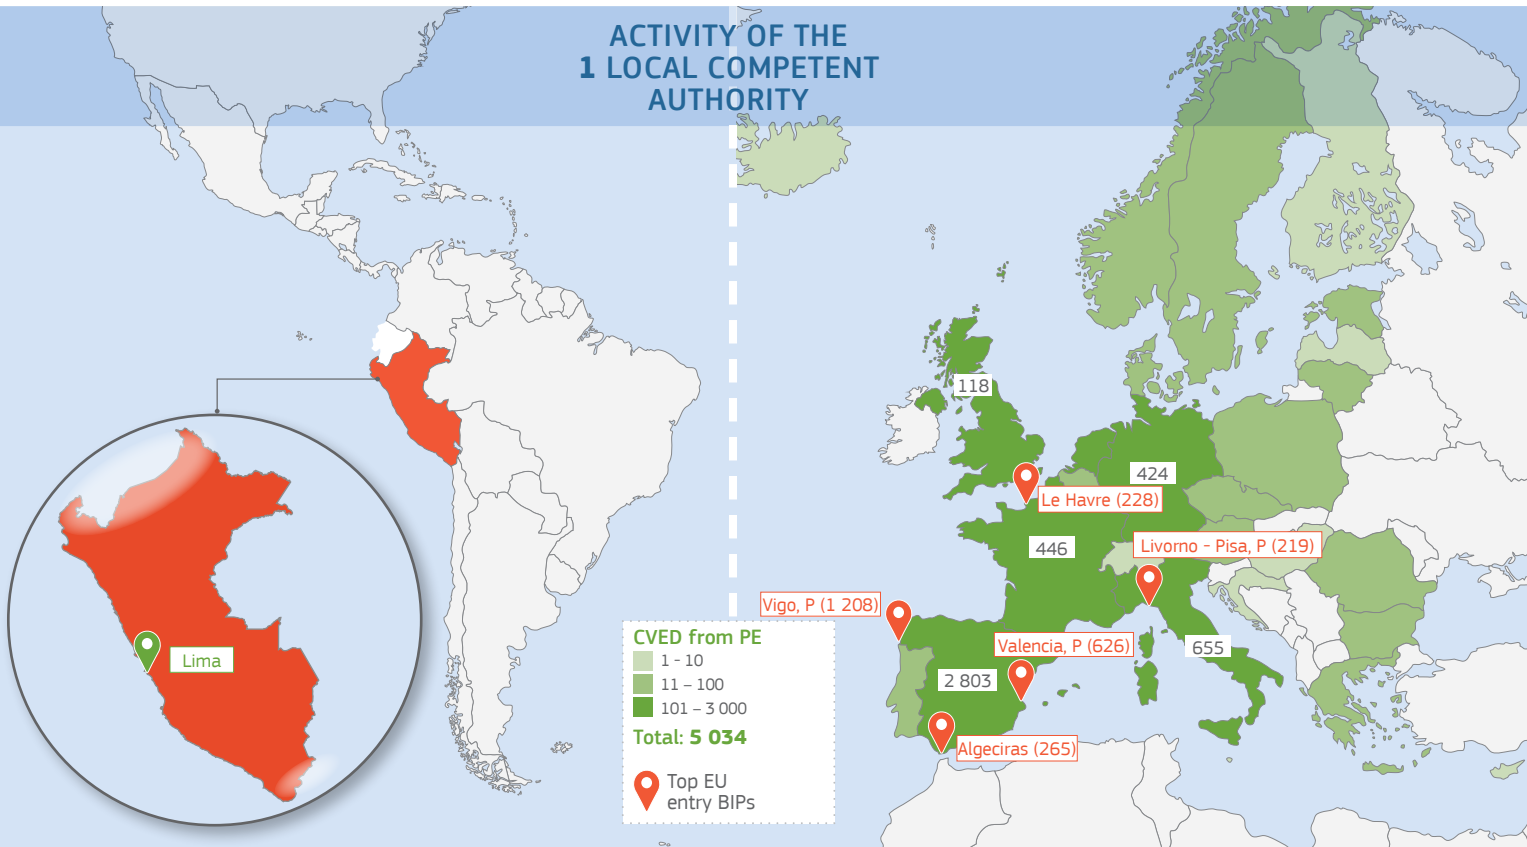 ACTIVITY OF THE
1 LOCAL COMPETENT
AUTHORITY
118
424
Le Havre (228)
446
Livorno - Pisa, P (219)
Vigo, P (1 208)
Valencia, P (626)
655
2 803
Algeciras (265)
Lima
CVED from PE
1 - 10
11 – 100
101 – 3 000
Total: 5 034
Top EU
entry BIPs